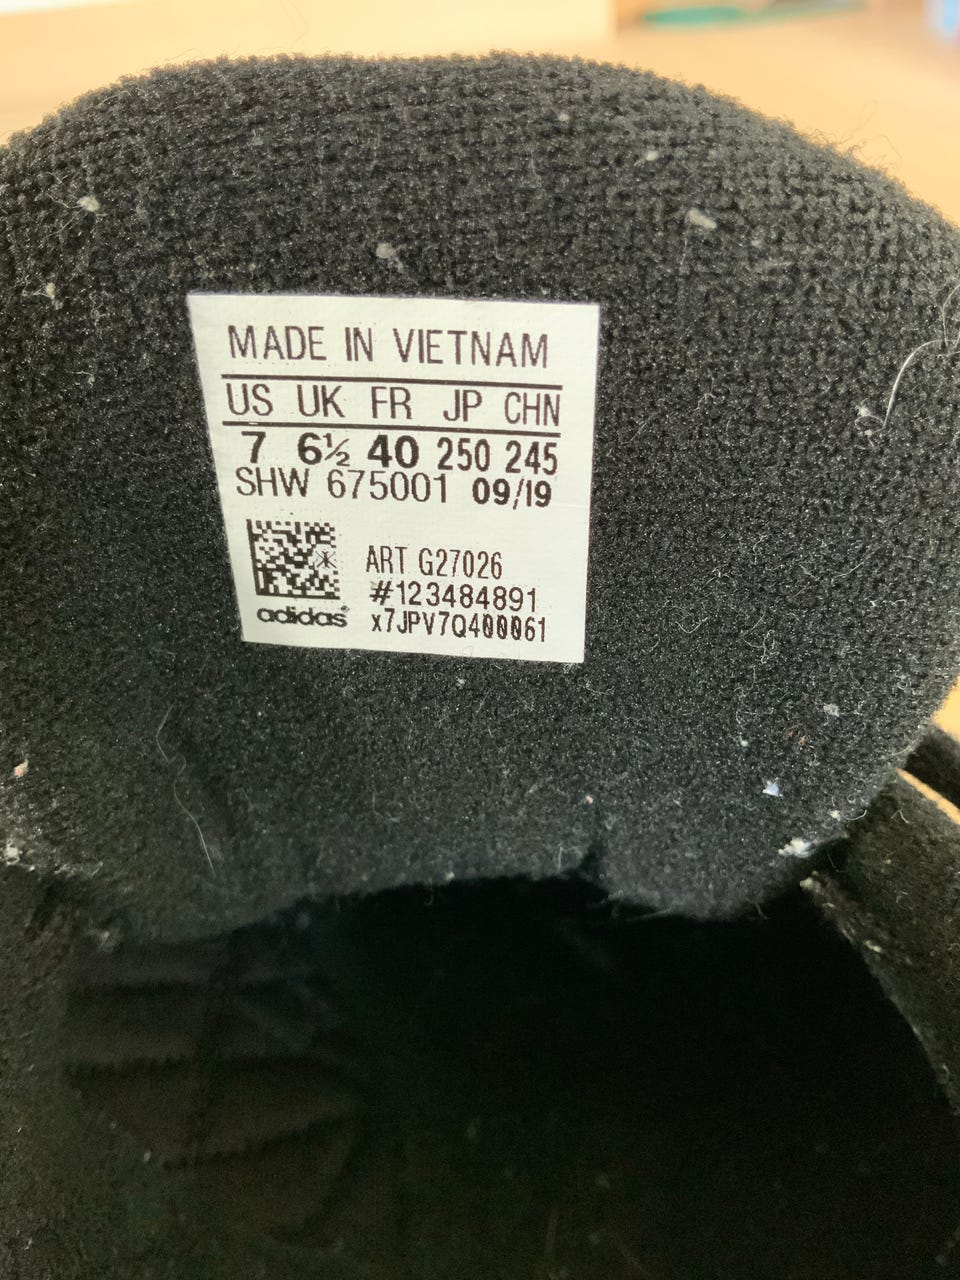 MADE IN VIETNAM
US UK FR JP CHN
7 6½ 40 250 245
SHW 675001 09/19
ART G27026
#123484891
adidas x7JPV7Q400061